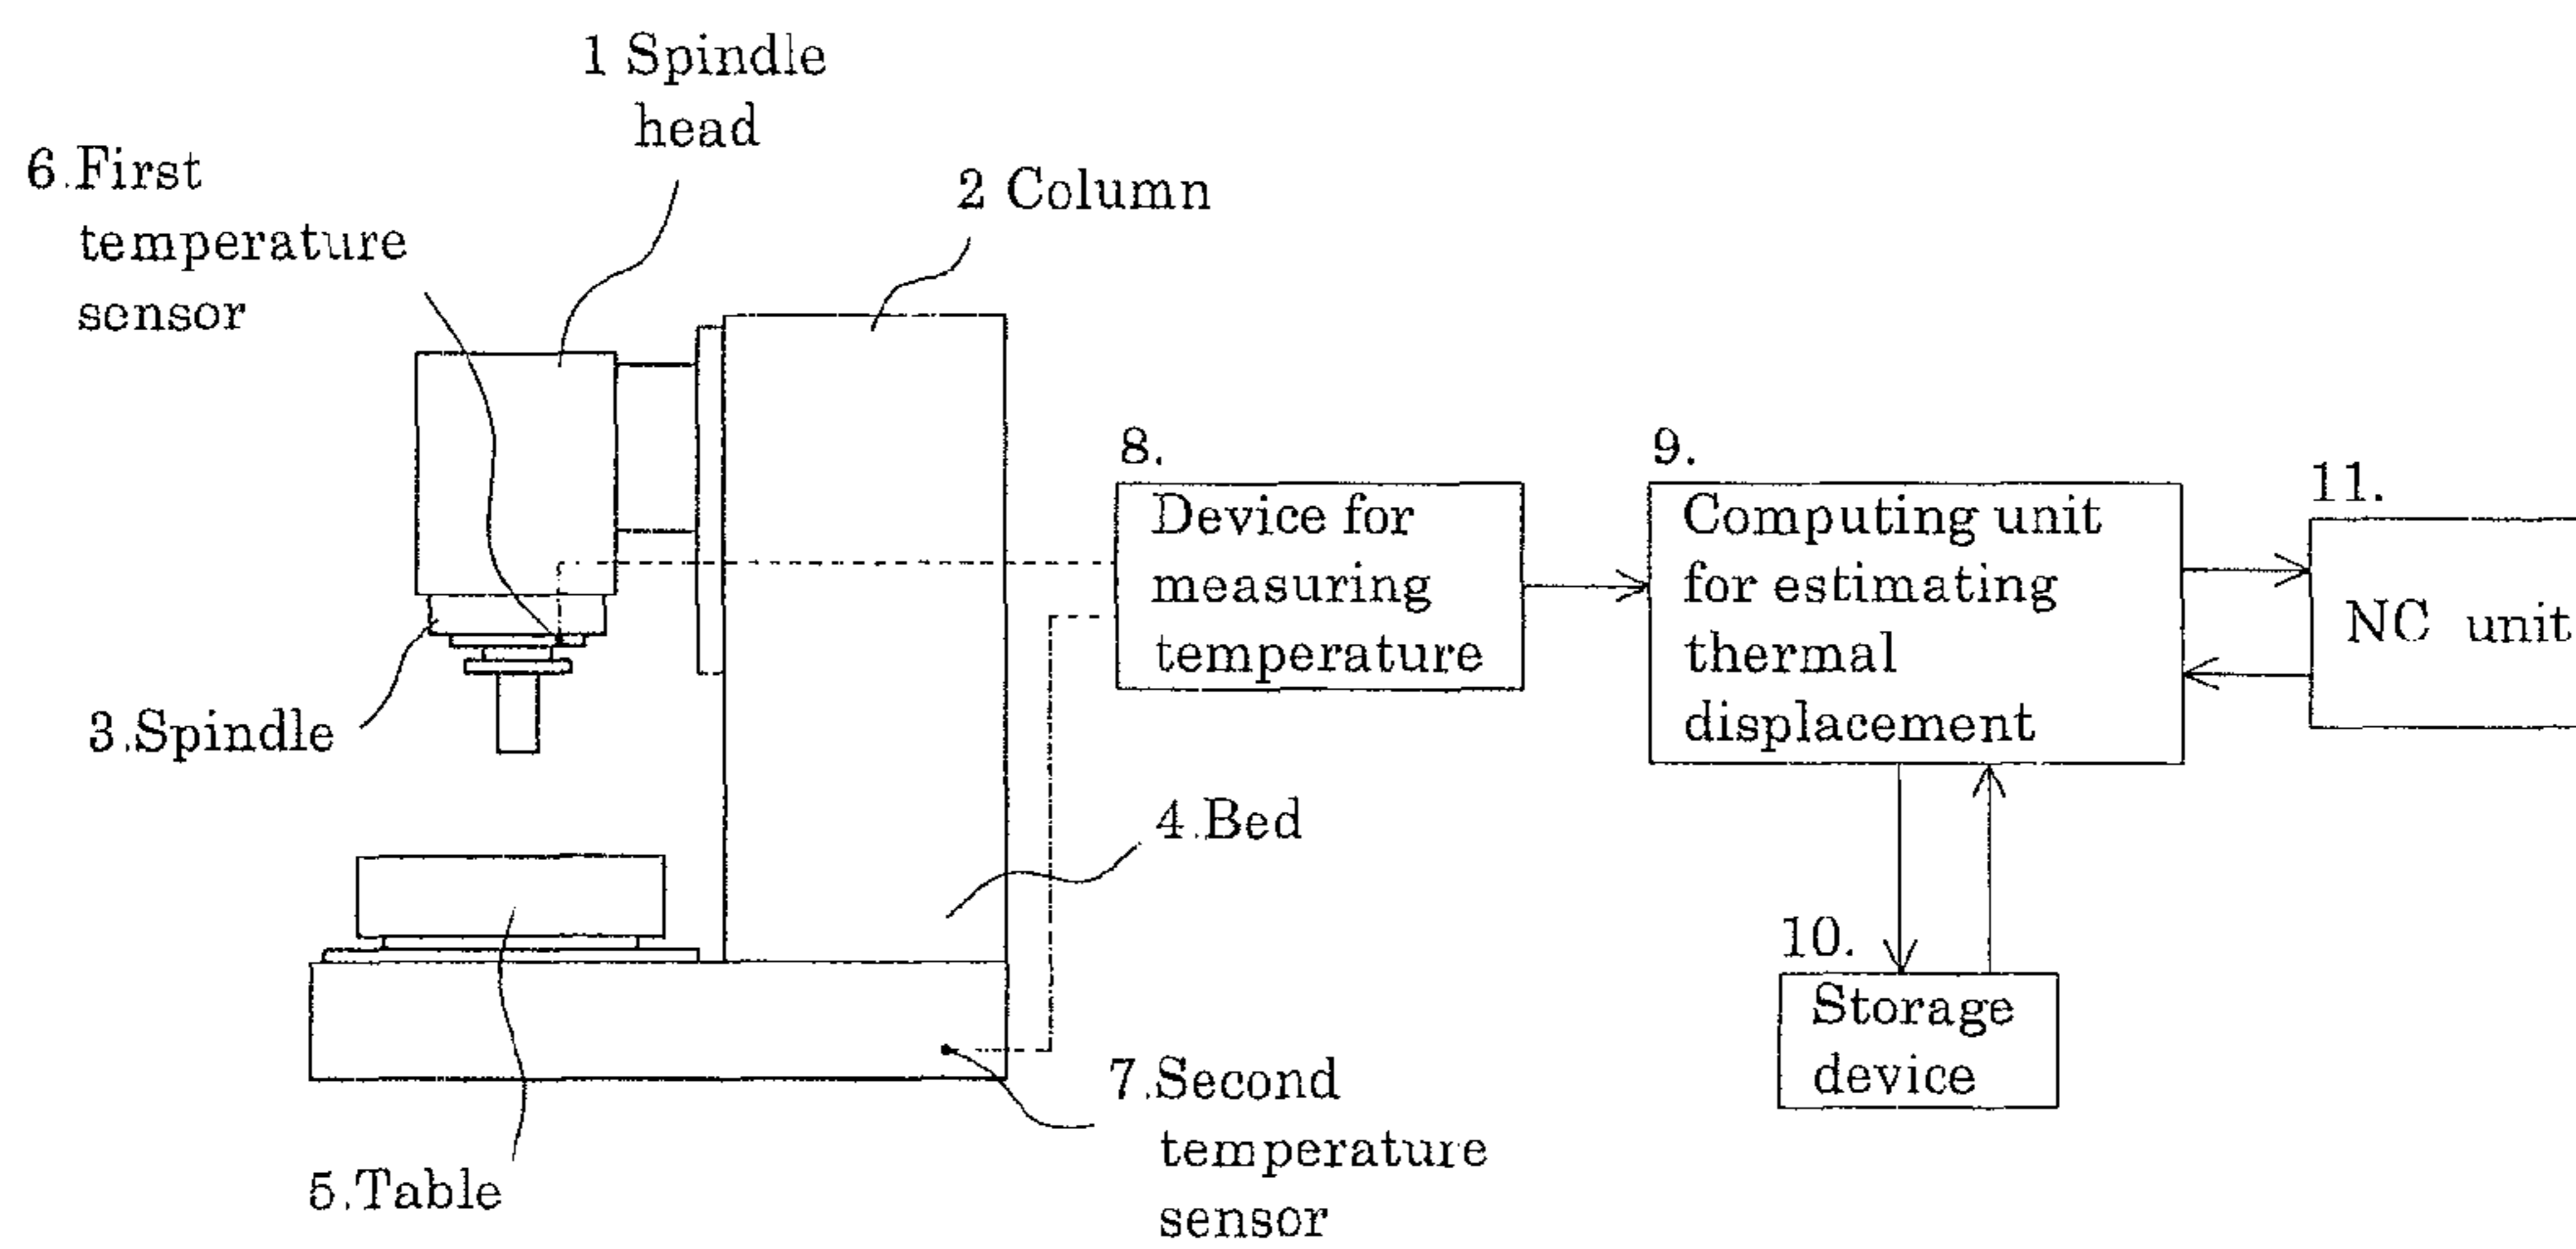 1 Spindle
head
6.First
temperature
sensor
2 Column
8.
Device for
measuring
temperature
9.
Computing unit
for estimating
thermal
displacement
11.
NC unit
3.Spindle
4.Bed
10.
Storage
device
7.Second
temperature
sensor
5.Table